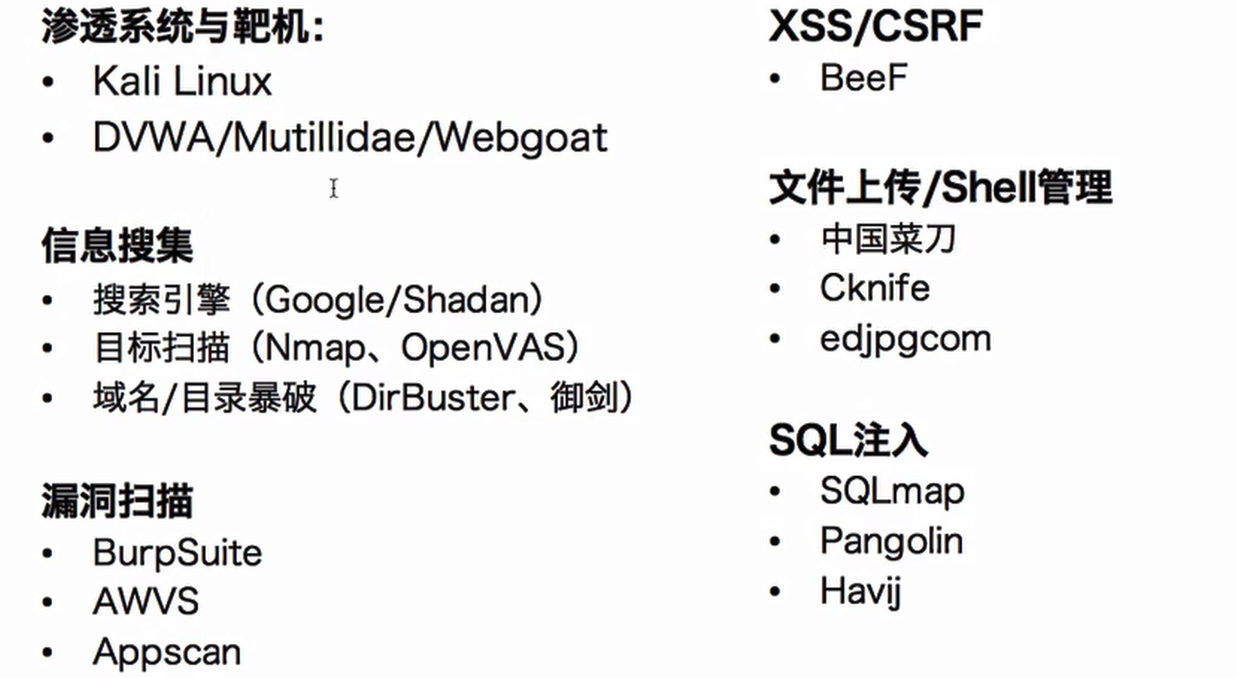 渗透系统与靶机：
• Kali Linux
• DVWA/Mutillidae/Webgoat
信息搜集
• 搜索引擎（Google/Shadan）
• 目标扫描（Nmap、OpenVAS）
• 域名/目录暴破（DirBuster、御剑）
漏洞扫描
• BurpSuite
• AWVS
• Appscan
XSS/CSRF
• BeeF
文件上传/Shell管理
• 中国菜刀
• Cknife
• edjpgcom
SQL注入
• SQLmap
• Pangolin
• Havij